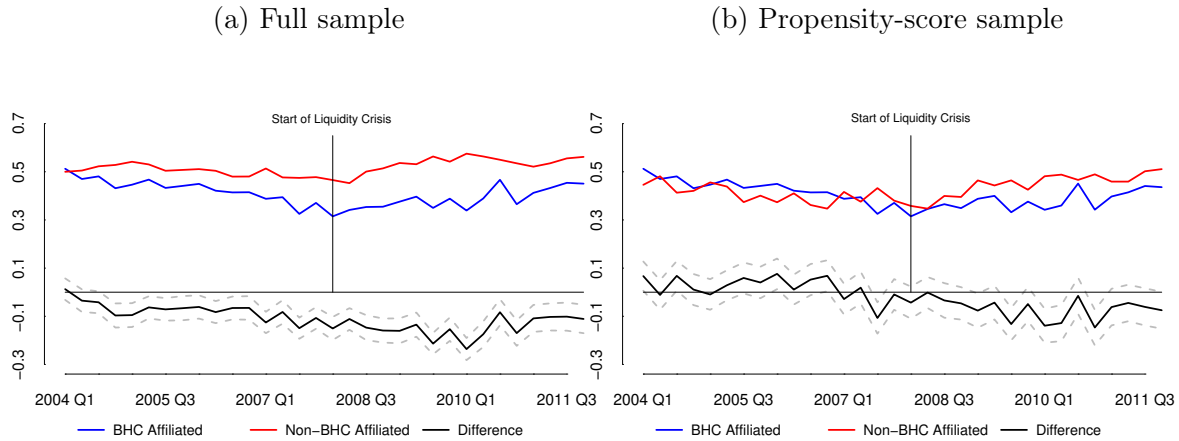 (a) Full sample
(b) Propensity-score sample
Start of Liquidity Crisis
0.7
0.5
0.3
0.1
−0.1
−0.3
2004 Q1 2005 Q3 2007 Q1 2008 Q3 2010 Q1 2011 Q3
BHC Affiliated Non−BHC Affiliated Difference
Start of Liquidity Crisis
0.7
0.5
0.3
0.1
−0.1
−0.3
2004 Q1 2005 Q3 2007 Q1 2008 Q3 2010 Q1 2011 Q3
BHC Affiliated Non−BHC Affiliated Difference